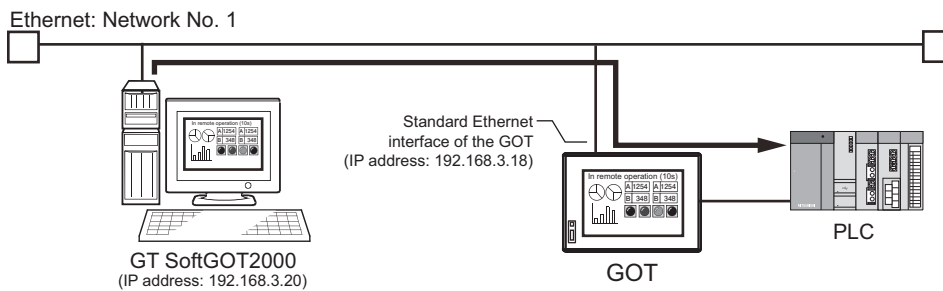 Ethernet: Network No. 1
In remote operation (10s)
A 1254 A 1254
B 348 B 348
Standard Ethernet
interface of the GOT
(IP address: 192.168.3.18)
In remote operation (10s)
A 1254 A 1254
B 348 B 348
GT SoftGOT2000
(IP address: 192.168.3.20)
GOT
PLC